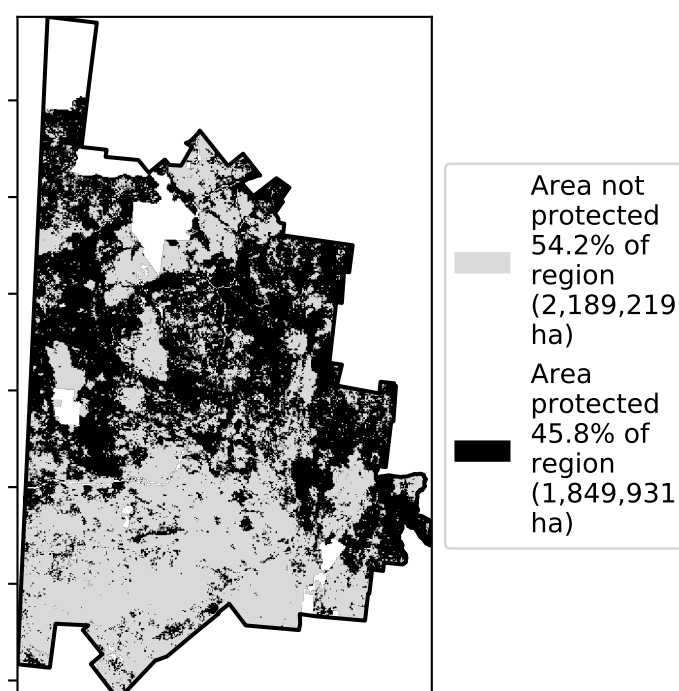 Area not
protected
54.2% of
region
(2,189,219
ha)
Area
protected
45.8% of
region
(1,849,931
ha)